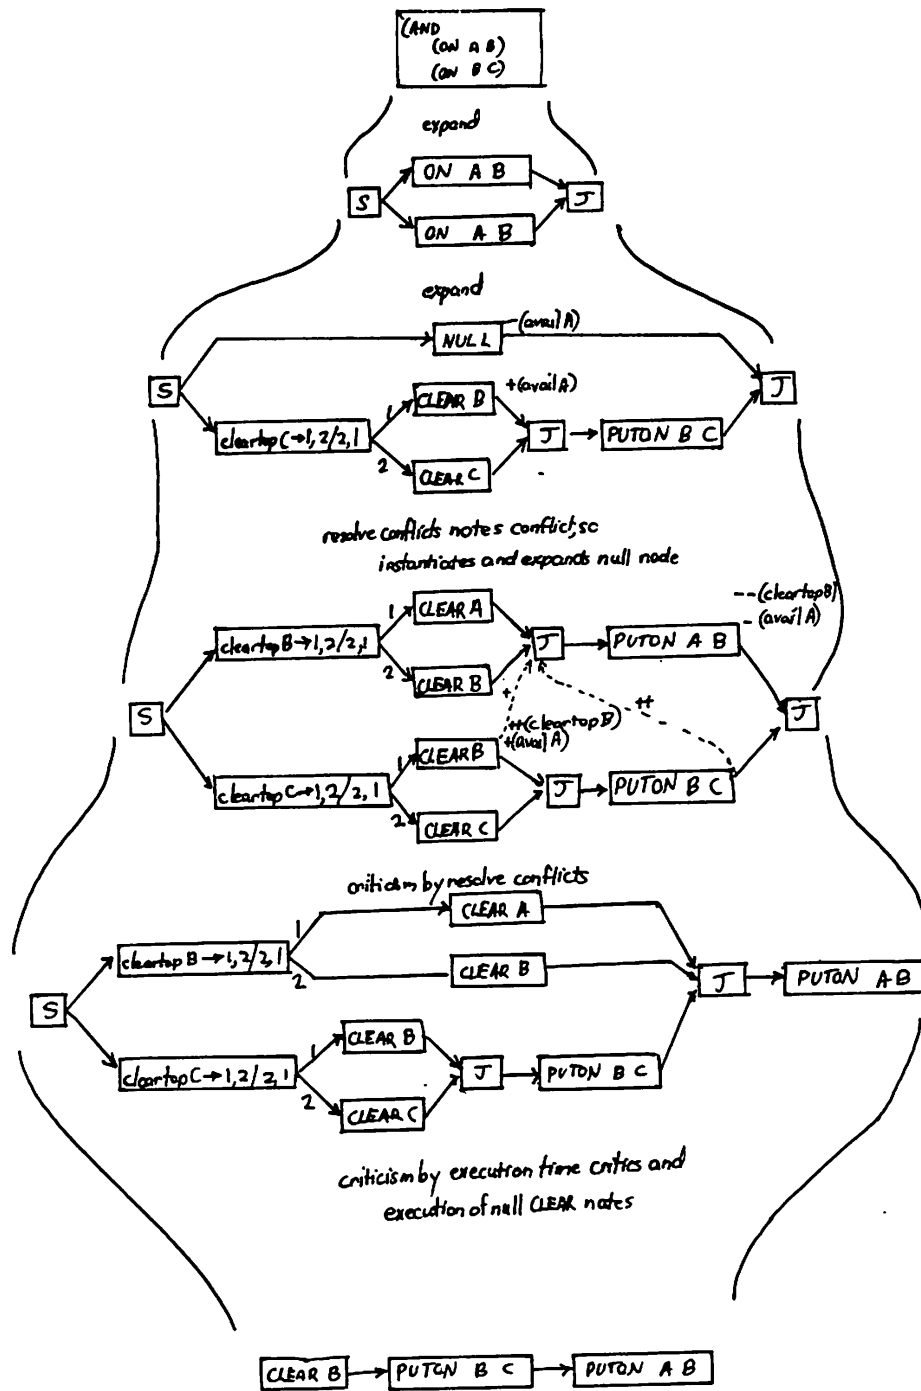 (AND
(ON A B)
(ON B C)
expand
ON A B
S
J
ON A B
expand
-(avail A)
NULL
S
J
+(avail A)
1
CLEAR B
cleartop C→1,2/2,1
J
PUTON B C
2
CLEAR C
resolve conflicts notes conflict, so
instantiates and expands null node
--(cleartop B)
-(avail A)
1
CLEAR A
cleartop B→1,2/2,1
J
PUTON A B
2
CLEAR B
+
++
S
J
++(cleartop B)
+(avail A)
1
CLEAR B
cleartop C→1,2/2,1
J
PUTON B C
2
CLEAR C
criticism by resolve conflicts
1
CLEAR A
cleartop B→1,2/2,1
2
CLEAR B
J
PUTON A B
S
1
CLEAR B
cleartop C→1,2/2,1
J
PUTON B C
2
CLEAR C
criticism by execution time critics and
execution of null CLEAR nodes
CLEAR B
PUTON B C
PUTON A B